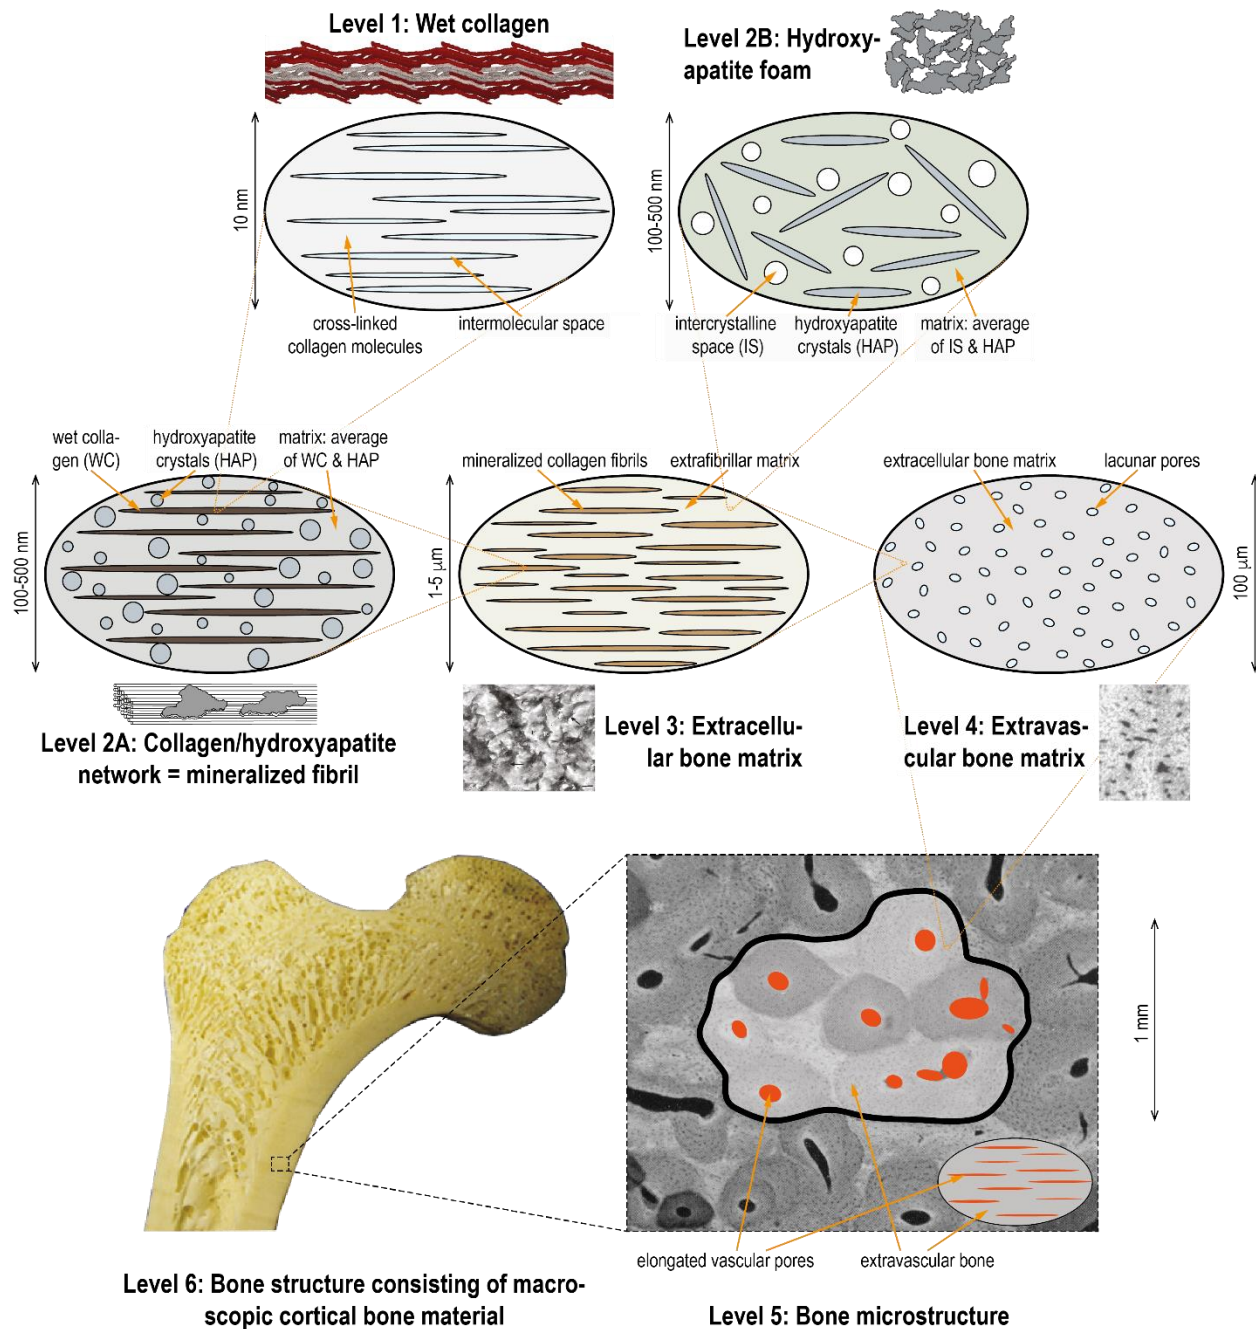 Level 1: Wet collagen
Level 2B: Hydroxy-
apatite foam
10 nm
100-500 nm
cross-linked
collagen molecules
intermolecular space
intercrystalline
space (IS)
hydroxyapatite
crystals (HAP)
matrix: average
of IS & HAP
wet colla-
gen (WC)
hydroxyapatite
crystals (HAP)
matrix: average
of WC & HAP
mineralized collagen fibrils
extrafibrillar matrix
extracellular bone matrix
lacunar pores
100-500 nm
1-5 µm
100 µm
Level 2A: Collagen/hydroxyapatite
network = mineralized fibril
Level 3: Extracellu-
lar bone matrix
Level 4: Extravas-
cular bone matrix
1 mm
elongated vascular pores
extravascular bone
Level 6: Bone structure consisting of macro-
scopic cortical bone material
Level 5: Bone microstructure